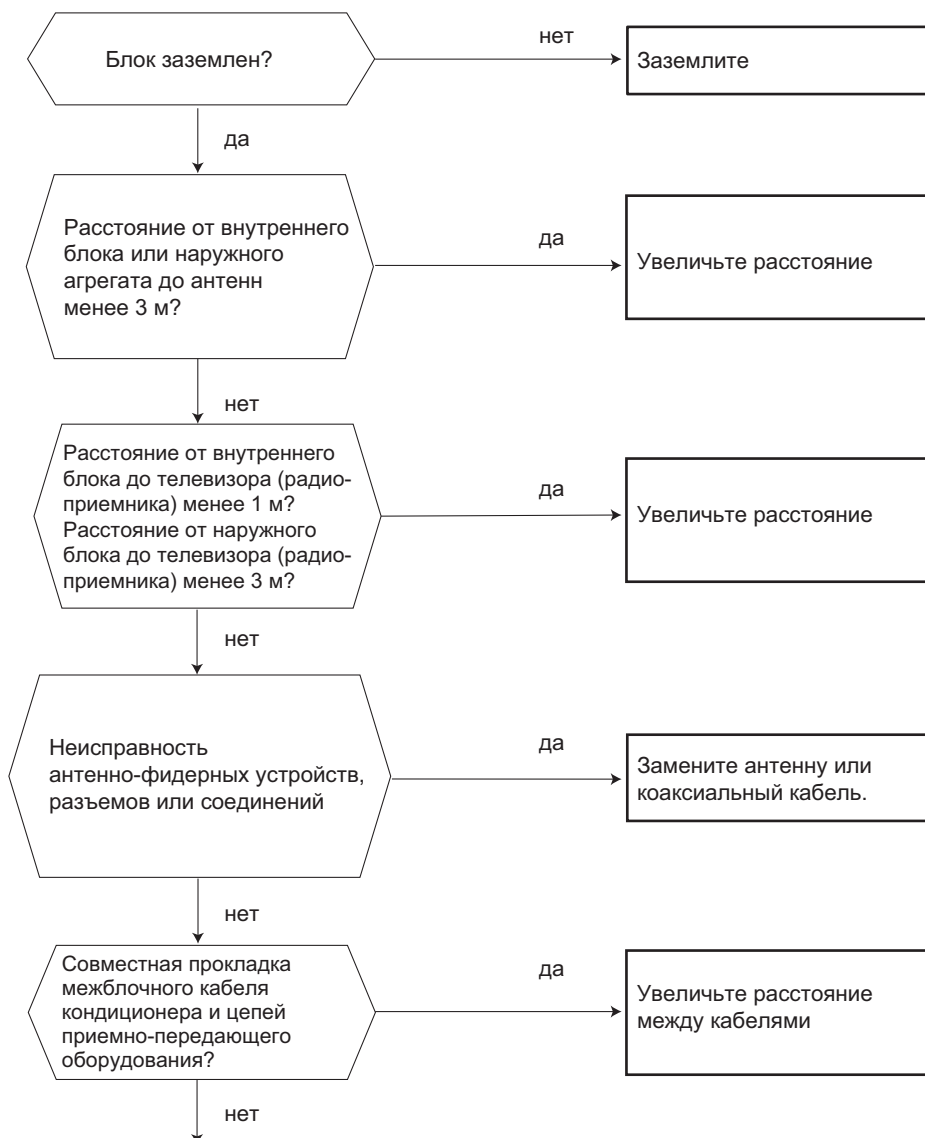 Блок заземлен?
нет
Заземлите
да
Расстояние от внутреннего
блока или наружного
агрегата до антенн
менее 3 м?
да
Увеличьте расстояние
нет
Расстояние от внутреннего
блока до телевизора (радио-
приемника) менее 1 м?
Расстояние от наружного
блока до телевизора (радио-
приемника) менее 3 м?
да
Увеличьте расстояние
нет
Неисправность
антенно-фидерных устройств,
разъемов или соединений
да
Замените антенну или
коаксиальный кабель.
нет
Совместная прокладка
межблочного кабеля
кондиционера и цепей
приемно-передающего
оборудования?
да
Увеличьте расстояние
между кабелями
нет